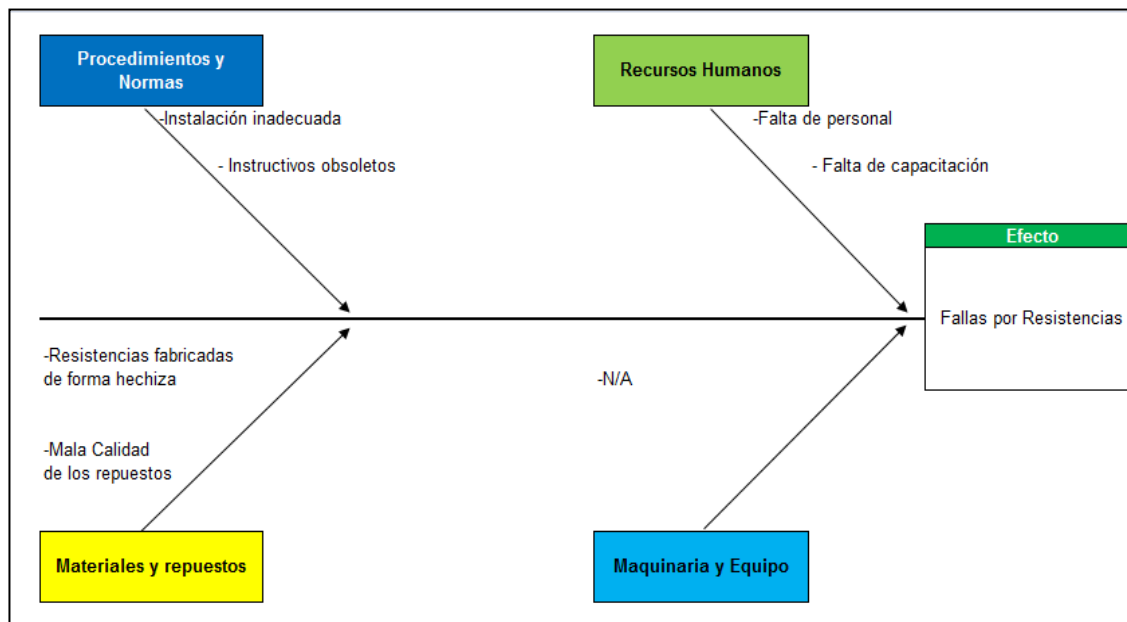 Procedimientos y
Normas
Recursos Humanos
-Instalación inadecuada
-Falta de personal
- Instructivos obsoletos
- Falta de capacitación
Efecto
Fallas por Resistencias
-Resistencias fabricadas
de forma hechiza
-N/A
-Mala Calidad
de los repuestos
Materiales y repuestos
Maquinaria y Equipo